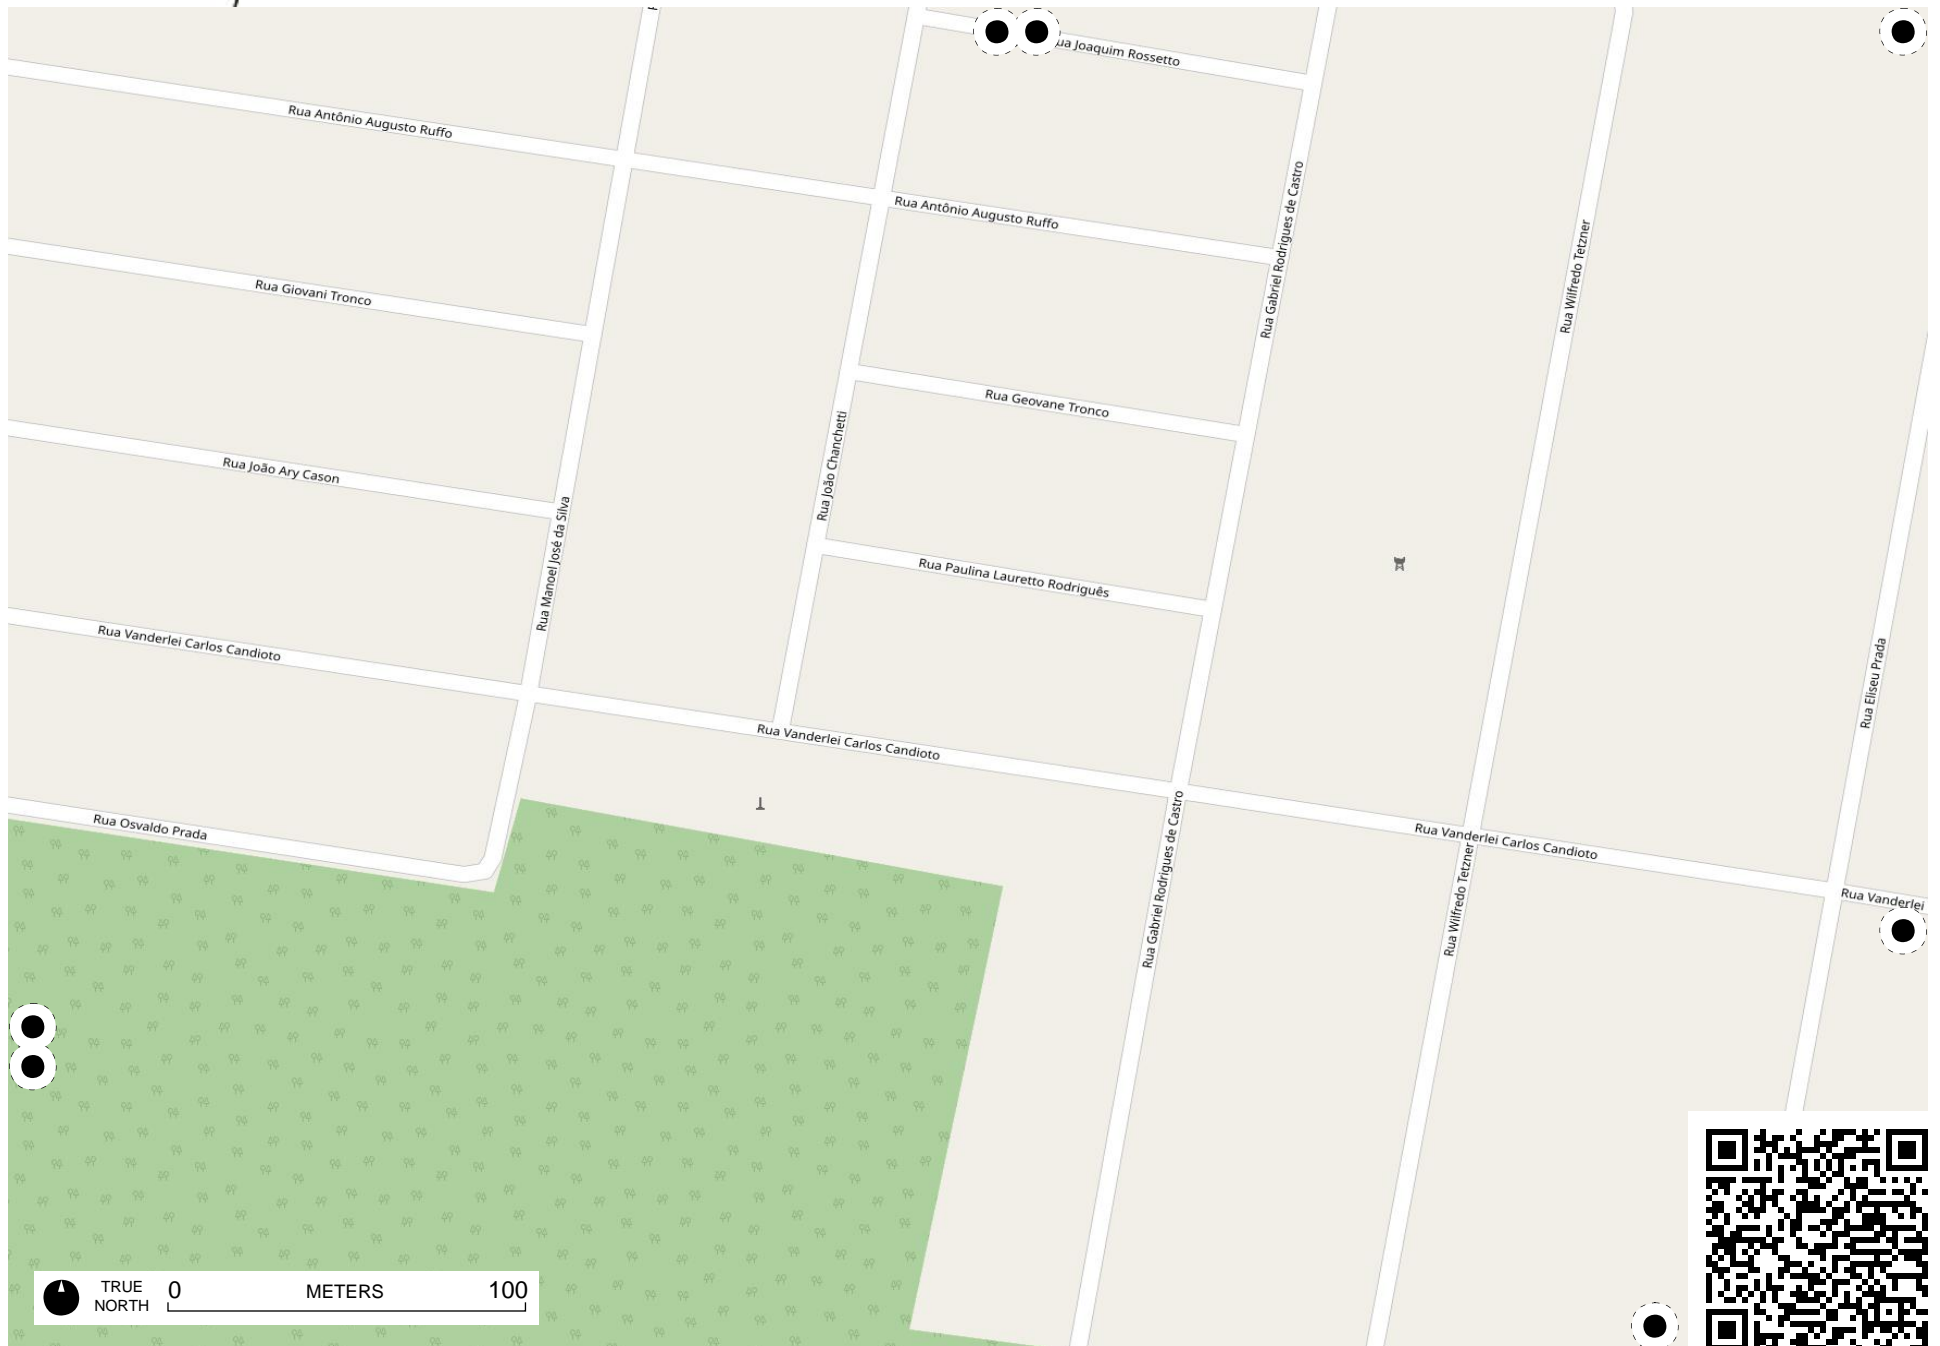 Rua Joaquim Rossetto
Rua Antônio Augusto Ruffo
Rua Antônio Augusto Ruffo
Rua Gabriel Rodrigues de Castro
Rua Wilfredo Tetzner
Rua Giovani Tronco
Rua Geovane Tronco
Rua João Chanchetti
Rua João Ary Cason
Rua Manoel José da Silva
Rua Paulina Lauretto Rodriguês
Rua Vanderlei Carlos Candioto
Rua Eliseu Prada
Rua Vanderlei Carlos Candioto
Rua Osvaldo Prada
Rua Vanderlei Carlos Candioto
Rua Gabriel Rodrigues de Castro
Rua Wilfredo Tetzner
Rua Vanderlei
TRUE NORTH
0 METERS 100